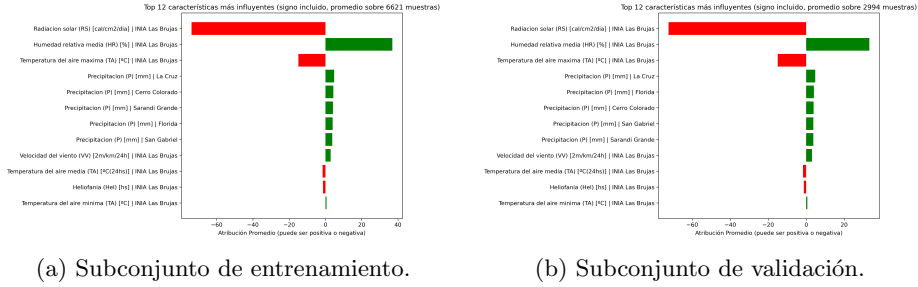 Top 12 características más influyentes (signo incluido, promedio sobre 6621 muestras)
Radiacion solar (RS) [cal/cm2/dia] | INIA Las Brujas
Humedad relativa media (HR) [%] | INIA Las Brujas
Temperatura del aire maxima (TA) [ºC] | INIA Las Brujas
Precipitacion (P) [mm] | La Cruz
Precipitacion (P) [mm] | Cerro Colorado
Precipitacion (P) [mm] | Sarandi Grande
Precipitacion (P) [mm] | Florida
Precipitacion (P) [mm] | San Gabriel
Velocidad del viento (VV) [2m/km/24h] | INIA Las Brujas
Temperatura del aire media (TA) [ºC(24hs)] | INIA Las Brujas
Heliofania (Hel) [hs] | INIA Las Brujas
Temperatura del aire minima (TA) [ºC] | INIA Las Brujas
−60 −40 −20 0 20 40
Atribución Promedio (puede ser positiva o negativa)
(a) Subconjunto de entrenamiento.
Top 12 características más influyentes (signo incluido, promedio sobre 2994 muestras)
Radiacion solar (RS) [cal/cm2/dia] | INIA Las Brujas
Humedad relativa media (HR) [%] | INIA Las Brujas
Temperatura del aire maxima (TA) [ºC] | INIA Las Brujas
Precipitacion (P) [mm] | La Cruz
Precipitacion (P) [mm] | Florida
Precipitacion (P) [mm] | Cerro Colorado
Precipitacion (P) [mm] | San Gabriel
Precipitacion (P) [mm] | Sarandi Grande
Velocidad del viento (VV) [2m/km/24h] | INIA Las Brujas
Temperatura del aire media (TA) [ºC(24hs)] | INIA Las Brujas
Heliofania (Hel) [hs] | INIA Las Brujas
Temperatura del aire minima (TA) [ºC] | INIA Las Brujas
−60 −40 −20 0 20
Atribución Promedio (puede ser positiva o negativa)
(b) Subconjunto de validación.